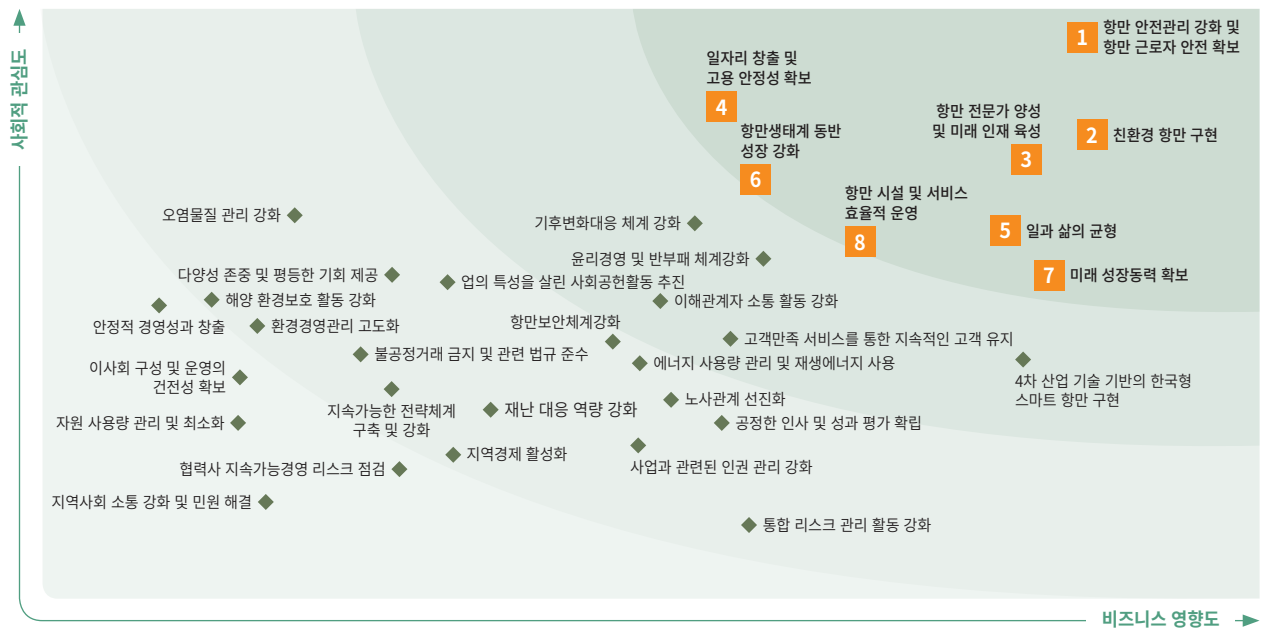 사회적 관심도
1
항만 안전관리 강화 및
항만 근로자 안전 확보
일자리 창출 및
고용 안정성 확보
4
항만 전문가 양성
및 미래 인재 육성
3
2
친환경 항만 구현
항만생태계 동반
성장 강화
6
항만 시설 및 서비스
효율적 운영
8
5
일과 삶의 균형
7
미래 성장동력 확보
오염물질 관리 강화
기후변화대응 체계 강화
윤리경영 및 반부패 체계강화
다양성 존중 및 평등한 기회 제공
업의 특성을 살린 사회공헌활동 추진
해양 환경보호 활동 강화
이해관계자 소통 활동 강화
안정적 경영성과 창출
환경경영관리 고도화
항만보안체계강화
고객만족 서비스를 통한 지속적인 고객 유지
불공정거래 금지 및 관련 법규 준수
에너지 사용량 관리 및 재생에너지 사용
4차 산업 기술 기반의 한국형
스마트 항만 구현
이사회 구성 및 운영의
건전성 확보
지속가능한 전략체계
구축 및 강화
재난 대응 역량 강화
노사관계 선진화
자원 사용량 관리 및 최소화
공정한 인사 및 성과 평가 확립
지역경제 활성화
사업과 관련된 인권 관리 강화
협력사 지속가능경영 리스크 점검
지역사회 소통 강화 및 민원 해결
통합 리스크 관리 활동 강화
비즈니스 영향도